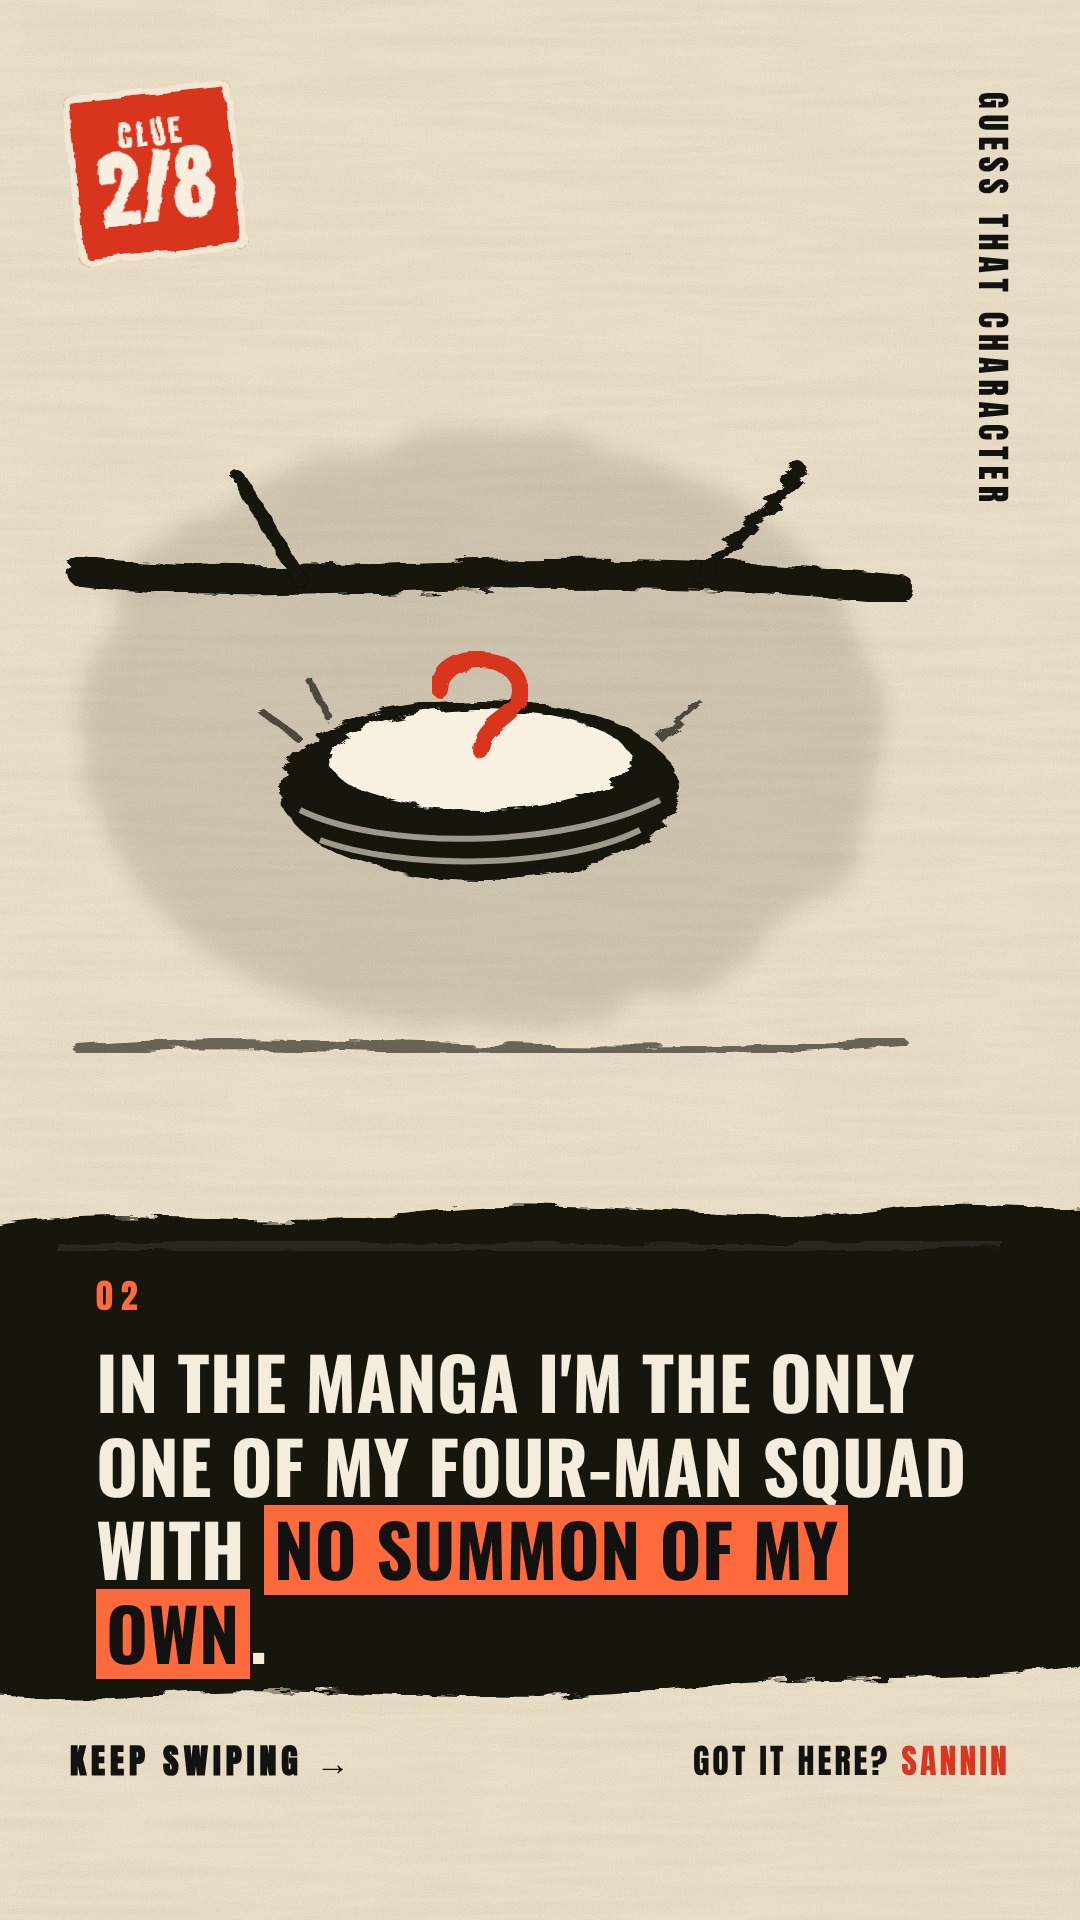 CLUE
2/8
GUESS THAT CHARACTER
?
02
IN THE MANGA I'M THE ONLY
ONE OF MY FOUR-MAN SQUAD
WITH NO SUMMON OF MY
OWN.
KEEP SWIPING →
GOT IT HERE? SANNIN